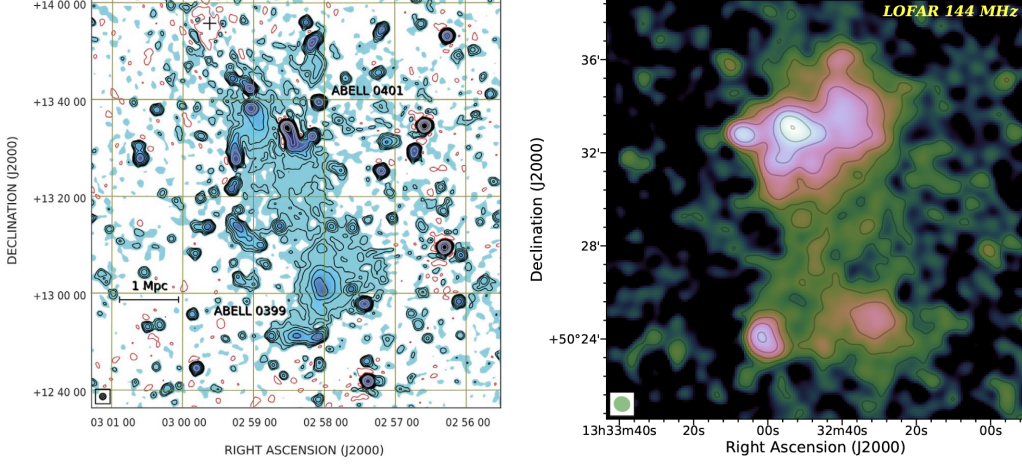 +14 00 00
+13 40 00
+13 20 00
+13 00 00
+12 40 00
DECLINATION (J2000)
ABELL 0401
1 Mpc
ABELL 0399
03 01 00
03 00 00
02 59 00
02 58 00
02 57 00
02 56 00
RIGHT ASCENSION (J2000)
LOFAR 144 MHz
36'
32'
28'
+50°24'
Declination (J2000)
13h33m40s
20s
00s
32m40s
20s
00s
Right Ascension (J2000)